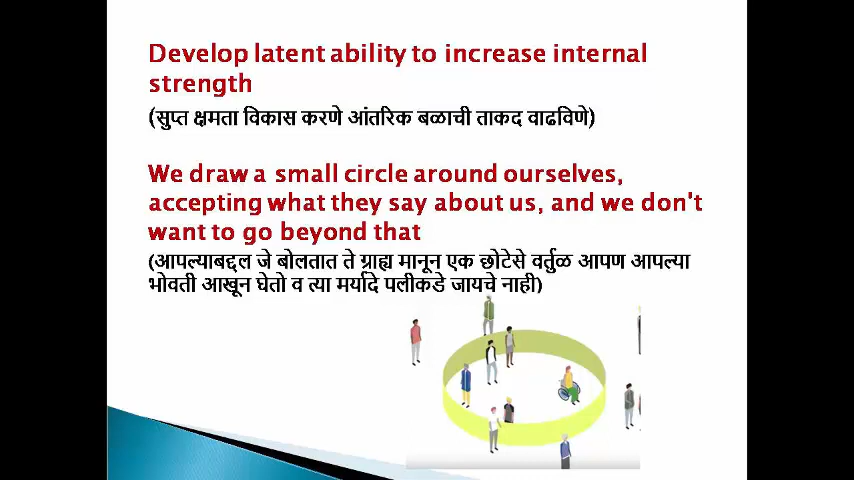 Develop latent ability to increase internal
strength
(सुप्त क्षमता विकास करणे आंतरिक बळाची ताकद वाढविणे)
We draw a small circle around ourselves,
accepting what they say about us, and we don't
want to go beyond that
(आपल्याबद्दल जे बोलतात ते ग्राह्य मानून एक छोटेसे वर्तुळ आपण आपल्या
भोवती आखून घेतो व त्या मर्यादे पलीकडे जायचे नाही)